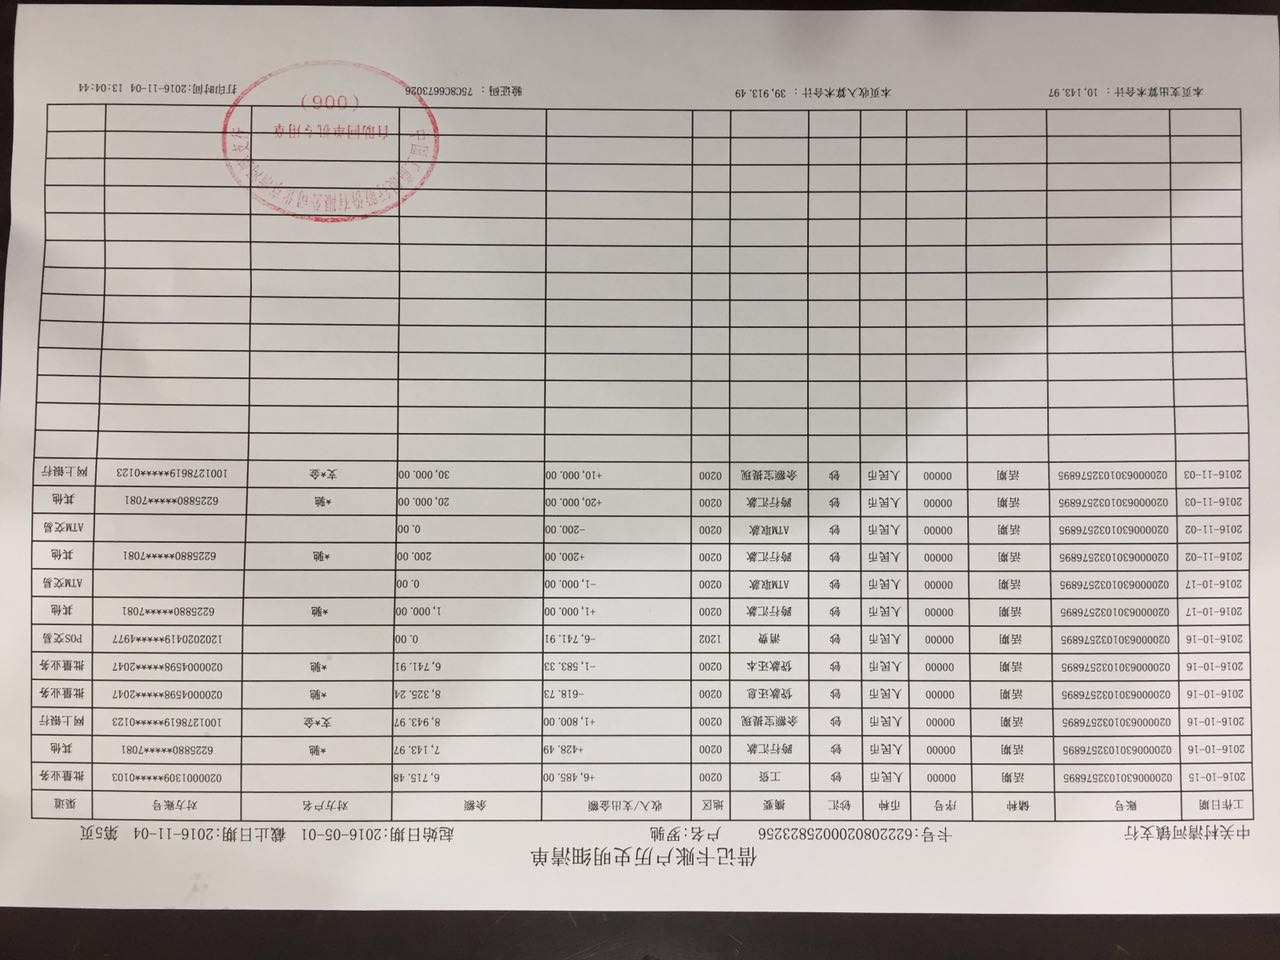 借记卡账户历史明细清单
中关村清河镇支行 卡号:6222080200025823256 户名:罗驰 起始日期:2016-05-01 截止日期:2016-11-04 第5页
工作日期 账号 储种 序号 币种 钞汇 摘要 地区 收入/支出金额 余额 对方户名 对方账号 渠道
2016-10-15 0200006301032576895 活期 00000 人民币 钞 工资 0200 +6,485.00 6,715.48 0200001309*****0103 批量业务
2016-10-16 0200006301032576895 活期 00000 人民币 钞 跨行汇款 0200 +428.49 7,143.97 *驰 6225880*****7081 其他
2016-10-16 0200006301032576895 活期 00000 人民币 钞 余额宝提现 0200 +1,800.00 8,943.97 支*金 1001278619*****0123 网上银行
2016-10-16 0200006301032576895 活期 00000 人民币 钞 贷款还息 0200 -618.73 8,325.24 *驰 0200004598*****2047 批量业务
2016-10-16 0200006301032576895 活期 00000 人民币 钞 贷款还本 0200 -1,583.33 6,741.91 *驰 0200004598*****2047 批量业务
2016-10-16 0200006301032576895 活期 00000 人民币 钞 消费 1202 -6,741.91 0.00 1202020419*****4977 POS交易
2016-10-17 0200006301032576895 活期 00000 人民币 钞 跨行汇款 0200 +1,000.00 1,000.00 *驰 6225880*****7081 其他
2016-10-17 0200006301032576895 活期 00000 人民币 钞 ATM取款 0200 -1,000.00 0.00 ATM交易
2016-11-02 0200006301032576895 活期 00000 人民币 钞 跨行汇款 0200 +200.00 200.00 *驰 6225880*****7081 其他
2016-11-02 0200006301032576895 活期 00000 人民币 钞 ATM取款 0200 -200.00 0.00 ATM交易
2016-11-03 0200006301032576895 活期 00000 人民币 钞 跨行汇款 0200 +20,000.00 20,000.00 *驰 6225880*****7081 其他
2016-11-03 0200006301032576895 活期 00000 人民币 钞 余额宝提现 0200 +10,000.00 30,000.00 支*金 1001278619*****0123 网上银行
中国工商银行股份有限公司北京清河镇支行
自助回单机专用章
(006)
本页支出算术合计: 10,143.97 本页收入算术合计: 39,913.49 验证码: 75C8C6673026 打印时间:2016-11-04 13:04:44